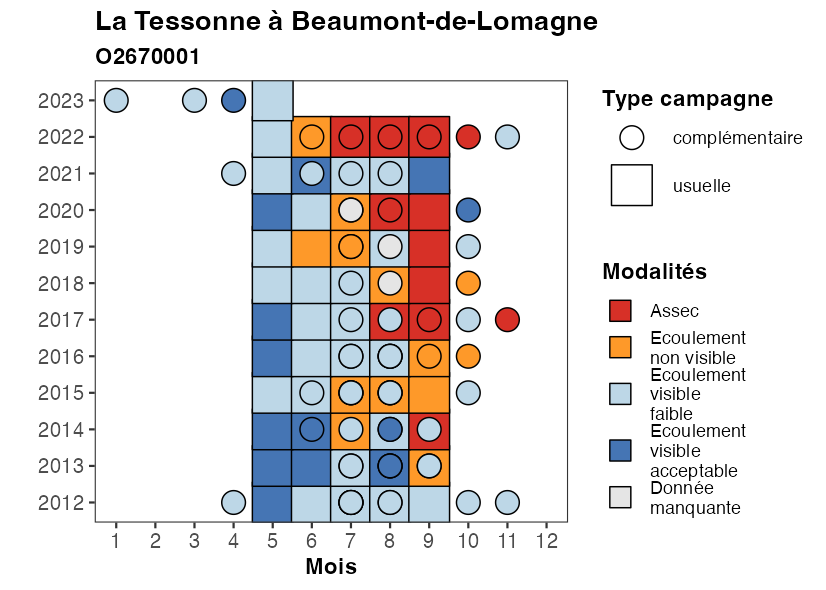 La Tessonne à Beaumont-de-Lomagne
O2670001
2023
2022
2021
2020
2019
2018
2017
2016
2015
2014
2013
2012
1 2 3 4 5 6 7 8 9 10 11 12
Mois
Type campagne
complémentaire
usuelle
Modalités
Assec
Ecoulement
non visible
Ecoulement
visible
faible
Ecoulement
visible
acceptable
Donnée
manquante